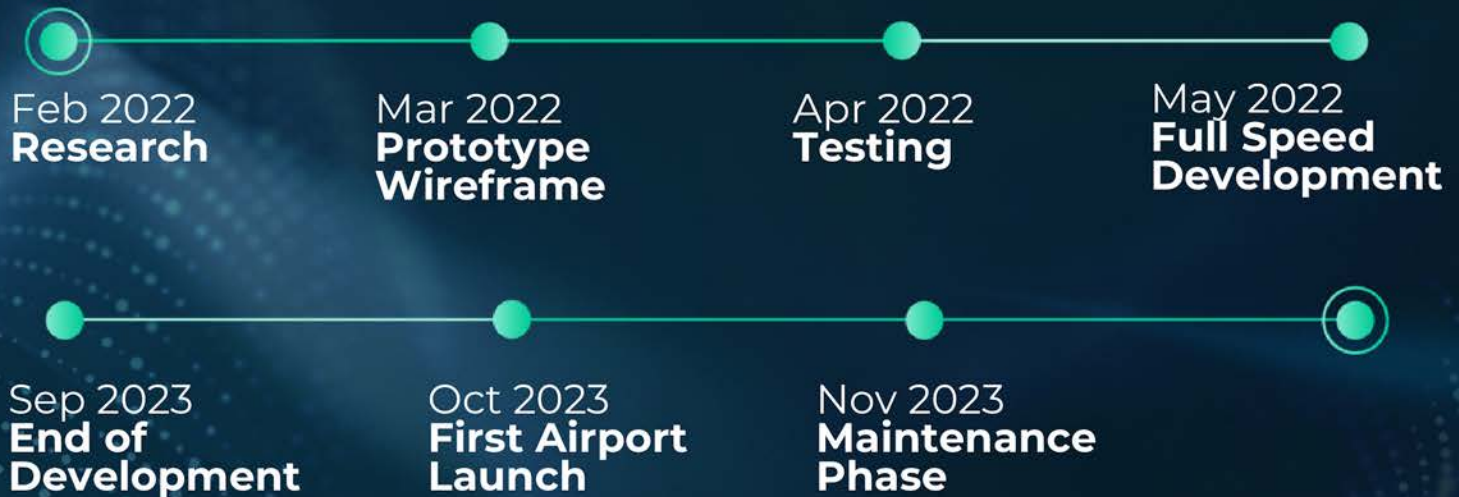 Feb 2022
Research
Mar 2022
Prototype
Wireframe
Apr 2022
Testing
May 2022
Full Speed
Development
Sep 2023
End of
Development
Oct 2023
First Airport
Launch
Nov 2023
Maintenance
Phase